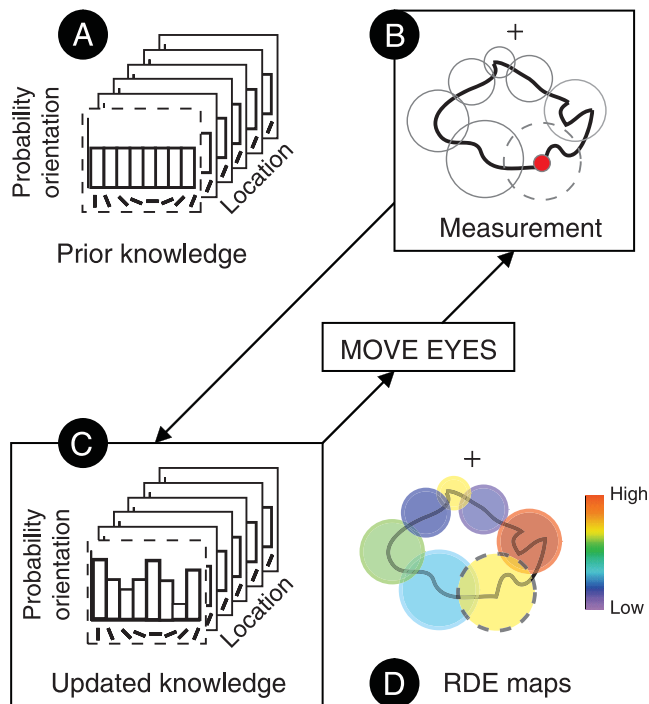 A
Probability
orientation
Location
Prior knowledge
B
+
Measurement
MOVE EYES
C
Probability
orientation
Location
Updated knowledge
+
High
Low
D
RDE maps